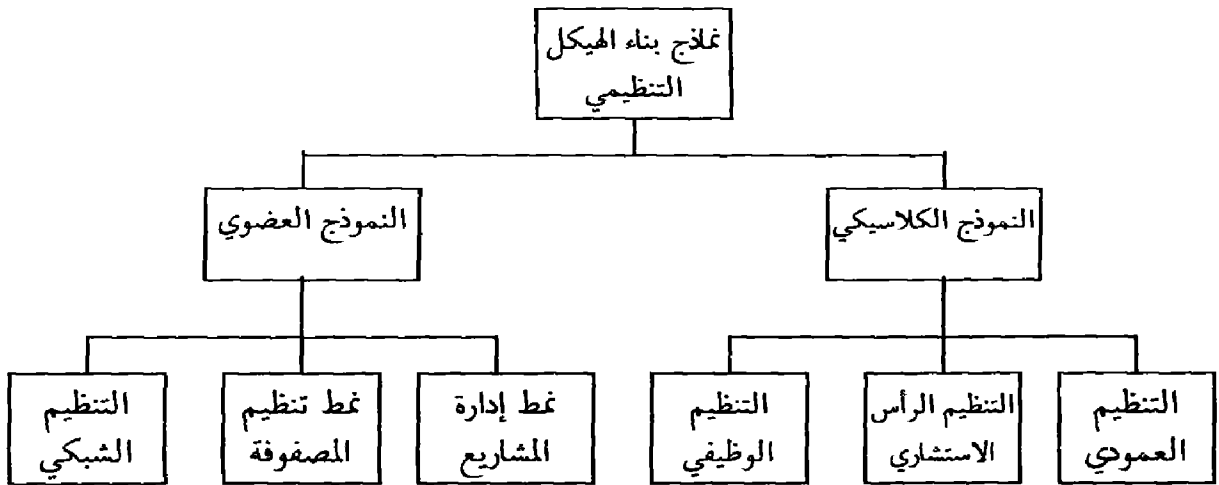 نماذج بناء الهيكل
التنظيمي
النموذج الكلاسيكي
النموذج العضوي
التنظيم
العمودي
التنظيم الرأس
الاستشاري
التنظيم
الوظيفي
نمط إدارة
المشاريع
نمط تنظيم
المصفوفة
التنظيم
الشبكي